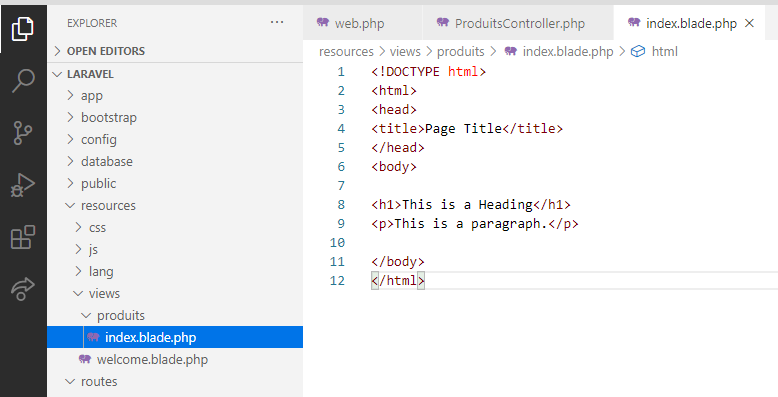 EXPLORER
OPEN EDITORS
LARAVEL
app
bootstrap
config
database
public
resources
css
js
lang
views
produits
index.blade.php
welcome.blade.php
routes
web.php ProduitsController.php index.blade.php
resources > views > produits > index.blade.php > html
1 <!DOCTYPE html>
2 <html>
3 <head>
4 <title>Page Title</title>
5 </head>
6 <body>
7
8 <h1>This is a Heading</h1>
9 <p>This is a paragraph.</p>
10
11 </body>
12 </html>